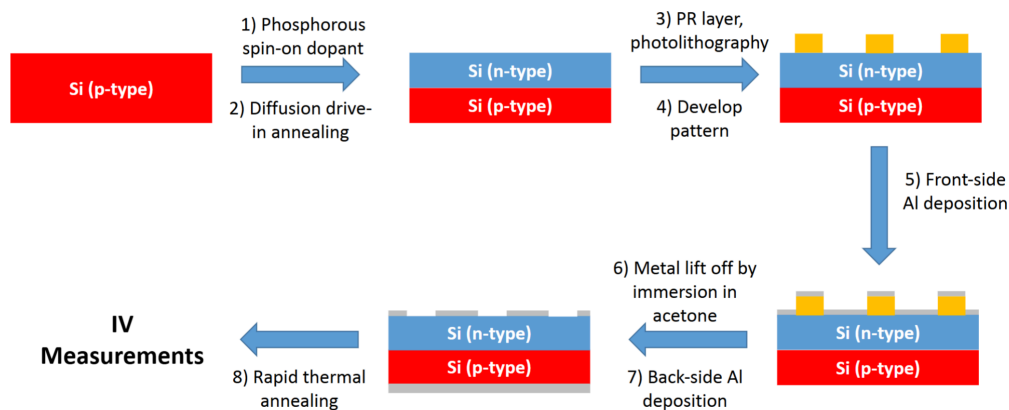 Si (p-type)
1) Phosphorous
spin-on dopant
2) Diffusion drive-
in annealing
Si (n-type)
Si (p-type)
3) PR layer,
photolithography
4) Develop
pattern
Si (n-type)
Si (p-type)
5) Front-side
Al deposition
Si (n-type)
Si (p-type)
6) Metal lift off by
immersion in
acetone
7) Back-side Al
deposition
Si (n-type)
Si (p-type)
8) Rapid thermal
annealing
IV
Measurements